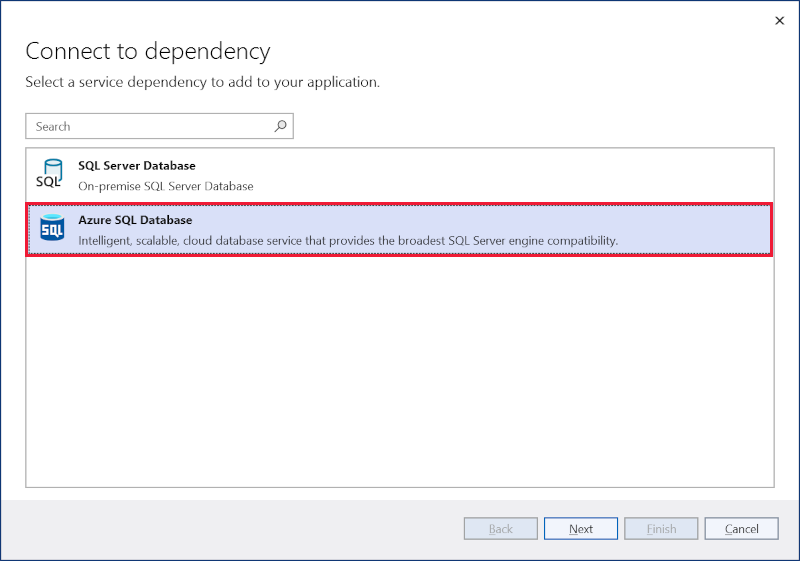 Connect to dependency
Select a service dependency to add to your application.
Search
SQL
SQL Server Database
On-premise SQL Server Database
SQL
Azure SQL Database
Intelligent, scalable, cloud database service that provides the broadest SQL Server engine compatibility.
Back
Next
Finish
Cancel